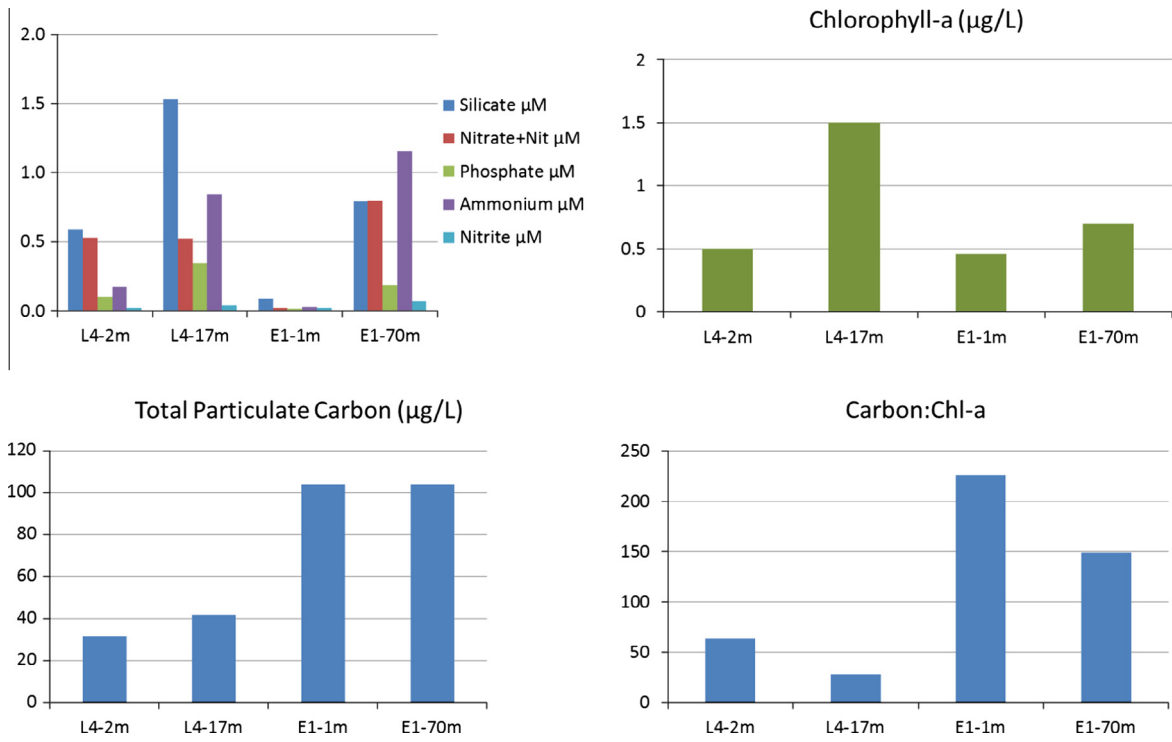 2.0
1.5
1.0
0.5
0.0
L4-2m L4-17m E1-1m E1-70m
Silicate µM
Nitrate+Nit µM
Phosphate µM
Ammonium µM
Nitrite µM
Chlorophyll-a (µg/L)
2
1.5
1
0.5
0
L4-2m L4-17m E1-1m E1-70m
Total Particulate Carbon (µg/L)
120
100
80
60
40
20
0
L4-2m L4-17m E1-1m E1-70m
Carbon:Chl-a
250
200
150
100
50
0
L4-2m L4-17m E1-1m E1-70m